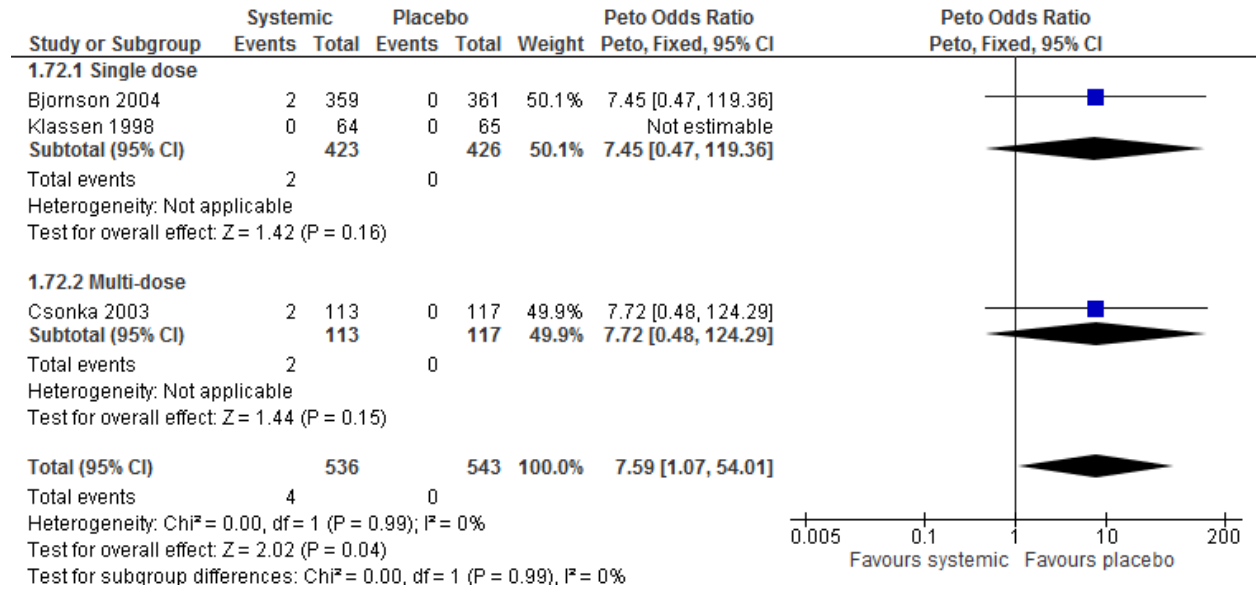 Systemic Placebo Peto Odds Ratio Peto Odds Ratio
Study or Subgroup Events Total Events Total Weight Peto, Fixed, 95% CI Peto, Fixed, 95% CI
1.72.1 Single dose
Bjornson 2004 2 359 0 361 50.1% 7.45 [0.47, 119.36]
Klassen 1998 0 64 0 65 Not estimable
Subtotal (95% CI) 423 426 50.1% 7.45 [0.47, 119.36]
Total events 2 0
Heterogeneity: Not applicable
Test for overall effect: Z = 1.42 (P = 0.16)
1.72.2 Multi-dose
Csonka 2003 2 113 0 117 49.9% 7.72 [0.48, 124.29]
Subtotal (95% CI) 113 117 49.9% 7.72 [0.48, 124.29]
Total events 2 0
Heterogeneity: Not applicable
Test for overall effect: Z = 1.44 (P = 0.15)
Total (95% CI) 536 543 100.0% 7.59 [1.07, 54.01]
Total events 4 0
Heterogeneity: Chi² = 0.00, df = 1 (P = 0.99); I² = 0%
Test for overall effect: Z = 2.02 (P = 0.04)
Test for subgroup differences: Chi² = 0.00, df = 1 (P = 0.99), I² = 0%
0.005 0.1 1 10 200
Favours systemic Favours placebo